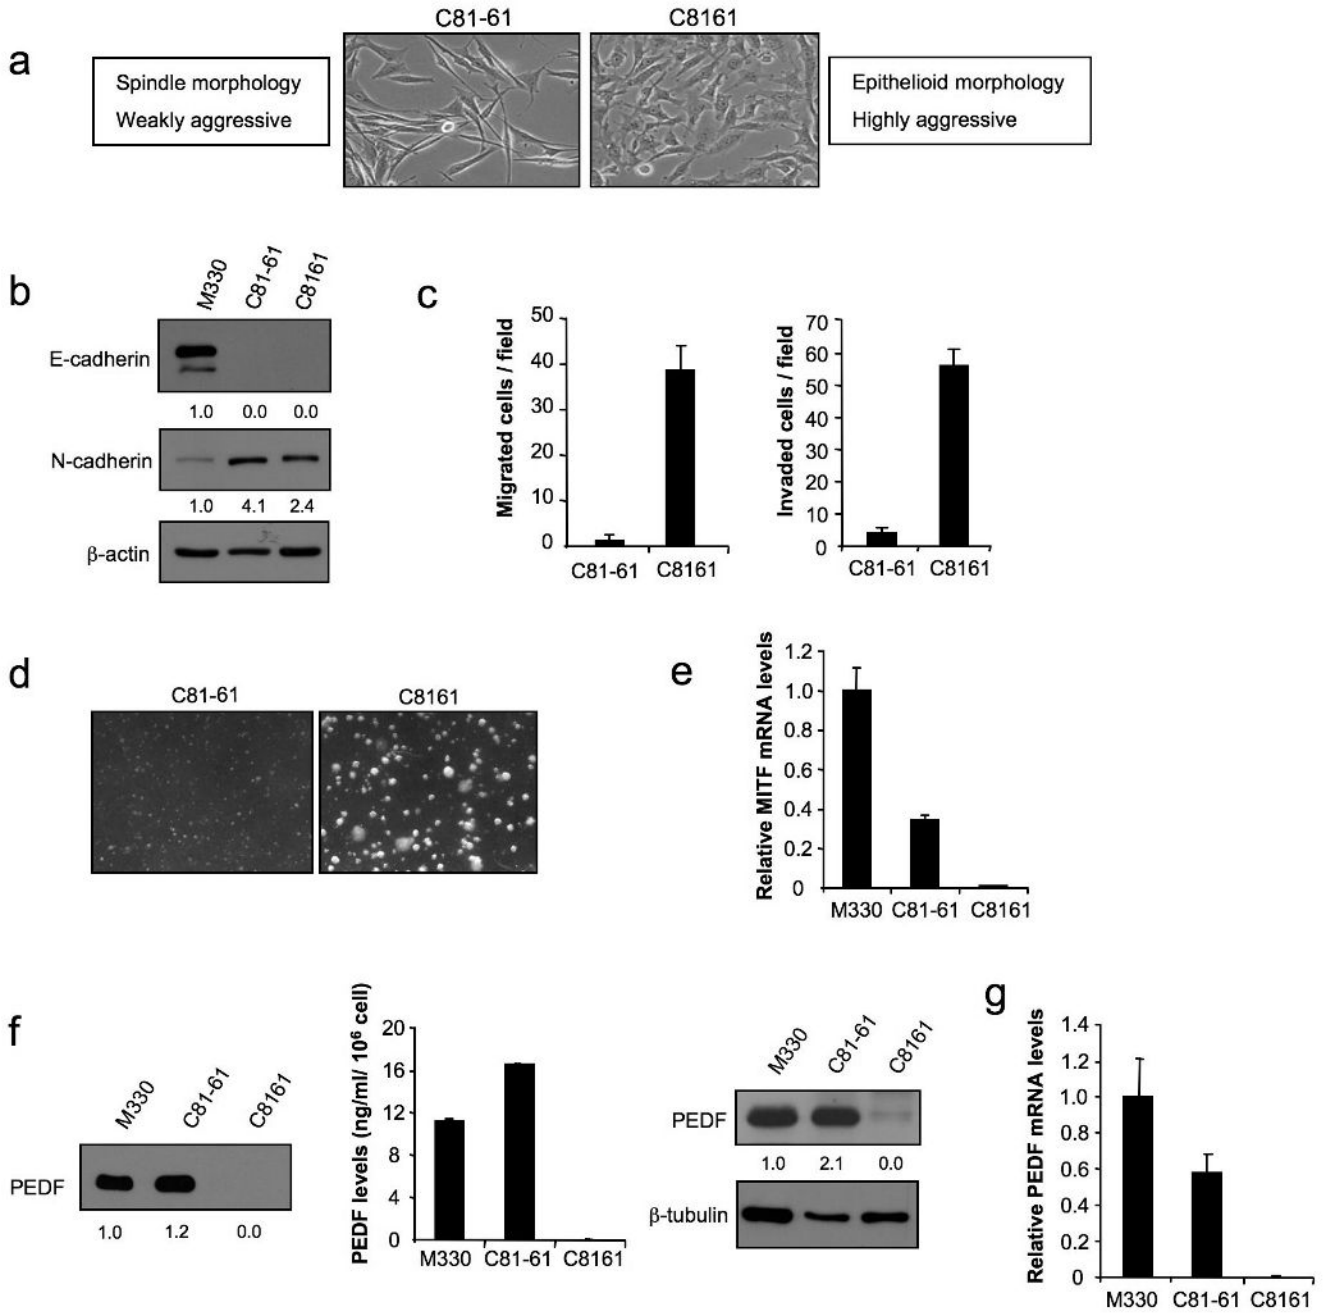 a
C81-61
C8161
Spindle morphology
Weakly aggressive
Epithelioid morphology
Highly aggressive
b
M330
C81-61
C8161
E-cadherin
1.0 0.0 0.0
N-cadherin
1.0 4.1 2.4
β-actin
c
Migrated cells / field
50
40
30
20
10
0
C81-61 C8161
Invaded cells / field
70
60
50
40
30
20
10
0
C81-61 C8161
d
C81-61
C8161
e
Relative MITF mRNA levels
1.2
1.0
0.8
0.6
0.4
0.2
0
M330 C81-61 C8161
f
M330
C81-61
C8161
PEDF
1.0 1.2 0.0
PEDF levels (ng/ml/ 10⁶ cell)
20
16
12
8
4
0
M330 C81-61 C8161
M330
C81-61
C8161
PEDF
1.0 2.1 0.0
β-tubulin
g
Relative PEDF mRNA levels
1.4
1.2
1.0
0.8
0.6
0.4
0.2
0
M330 C81-61 C8161